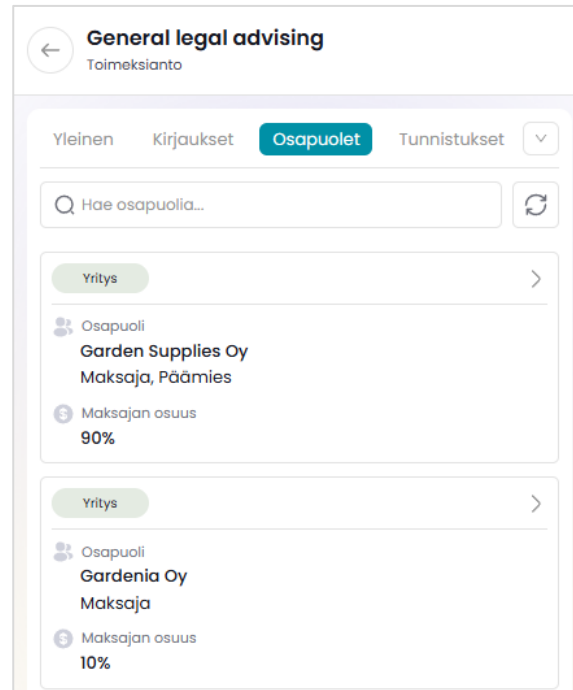 General legal advising
Toimeksianto
Yleinen Kirjaukset Osapuolet Tunnistukset
Hae osapuolia...
Yritys
Osapuoli
Garden Supplies Oy
Maksaja, Päämies
Maksajan osuus
90%
Yritys
Osapuoli
Gardenia Oy
Maksaja
Maksajan osuus
10%